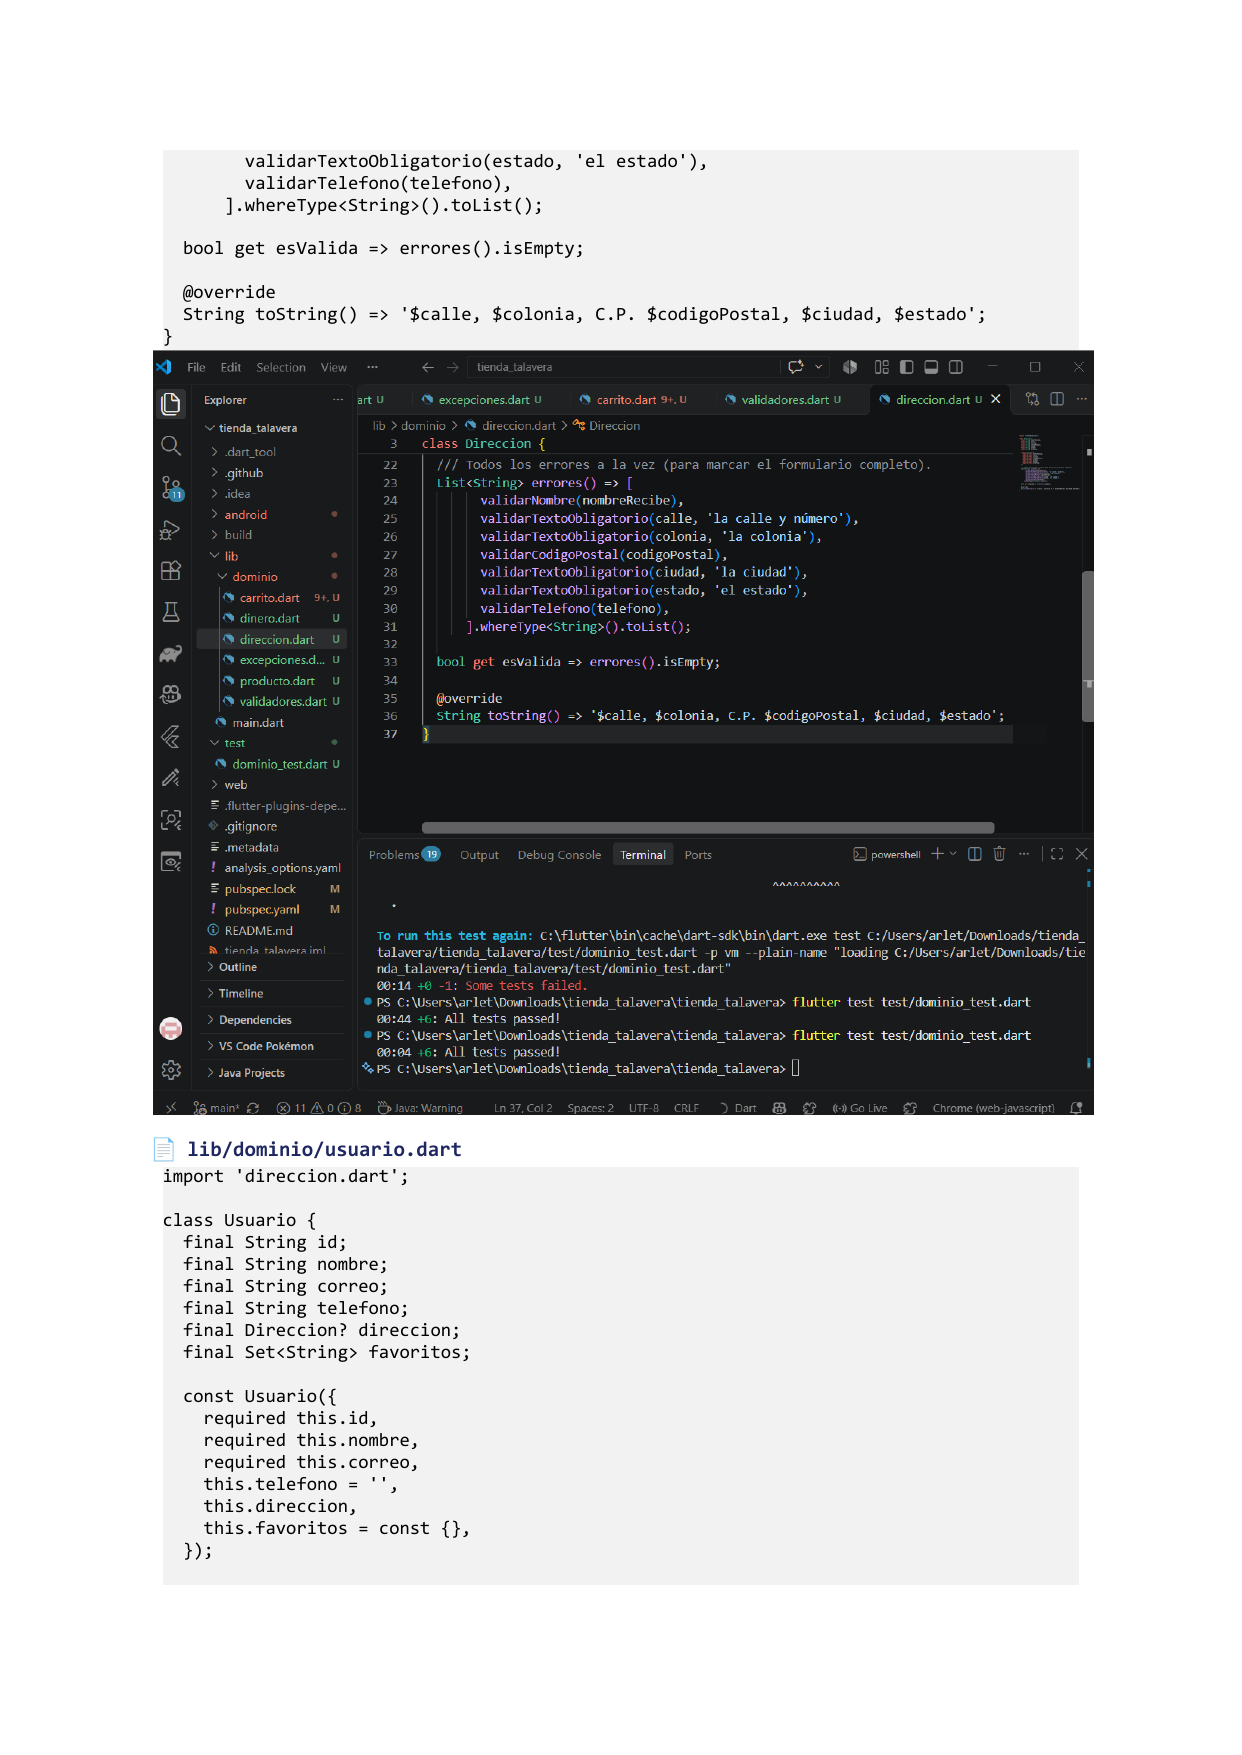 validarTextoObligatorio(estado, 'el estado'),
validarTelefono(telefono),
].whereType<String>().toList();
bool get esValida => errores().isEmpty;
@override
String toString() => '$calle, $colonia, C.P. $codigoPostal, $ciudad, $estado';
}
File Edit Selection View ··· tienda_talavera
Explorer ···
tienda_talavera
.dart_tool
.github
.idea
android
build
lib
dominio
carrito.dart 9+, U
dinero.dart U
direccion.dart U
excepciones.d... U
producto.dart U
validadores.dart U
main.dart
test
dominio_test.dart U
web
.flutter-plugins-depe...
.gitignore
.metadata
analysis_options.yaml
pubspec.lock M
pubspec.yaml M
README.md
tienda_talavera.iml
Outline
Timeline
Dependencies
VS Code Pokémon
Java Projects
11
art U excepciones.dart U carrito.dart 9+, U validadores.dart U direccion.dart U
lib > dominio > direccion.dart > Direccion
3 class Direccion {
22 /// Todos los errores a la vez (para marcar el formulario completo).
23 List<String> errores() => [
24 validarNombre(nombreRecibe),
25 validarTextoObligatorio(calle, 'la calle y número'),
26 validarTextoObligatorio(colonia, 'la colonia'),
27 validarCodigoPostal(codigoPostal),
28 validarTextoObligatorio(ciudad, 'la ciudad'),
29 validarTextoObligatorio(estado, 'el estado'),
30 validarTelefono(telefono),
31 ].whereType<String>().toList();
32
33 bool get esValida => errores().isEmpty;
34
35 @override
36 String toString() => '$calle, $colonia, C.P. $codigoPostal, $ciudad, $estado';
37 }
Problems 19 Output Debug Console Terminal Ports powershell
^^^^^^^^^^
.
To run this test again: C:\flutter\bin\cache\dart-sdk\bin\dart.exe test C:/Users/arlet/Downloads/tienda_
talavera/tienda_talavera/test/dominio_test.dart -p vm --plain-name "loading C:/Users/arlet/Downloads/tie
nda_talavera/tienda_talavera/test/dominio_test.dart"
00:14 +0 -1: Some tests failed.
PS C:\Users\arlet\Downloads\tienda_talavera\tienda_talavera> flutter test test/dominio_test.dart
00:44 +6: All tests passed!
PS C:\Users\arlet\Downloads\tienda_talavera\tienda_talavera> flutter test test/dominio_test.dart
00:04 +6: All tests passed!
PS C:\Users\arlet\Downloads\tienda_talavera\tienda_talavera>
main* 11 0 8 Java: Warning Ln 37, Col 2 Spaces: 2 UTF-8 CRLF Dart Go Live Chrome (web-javascript)
lib/dominio/usuario.dart
import 'direccion.dart';
class Usuario {
final String id;
final String nombre;
final String correo;
final String telefono;
final Direccion? direccion;
final Set<String> favoritos;
const Usuario({
required this.id,
required this.nombre,
required this.correo,
this.telefono = '',
this.direccion,
this.favoritos = const {},
});